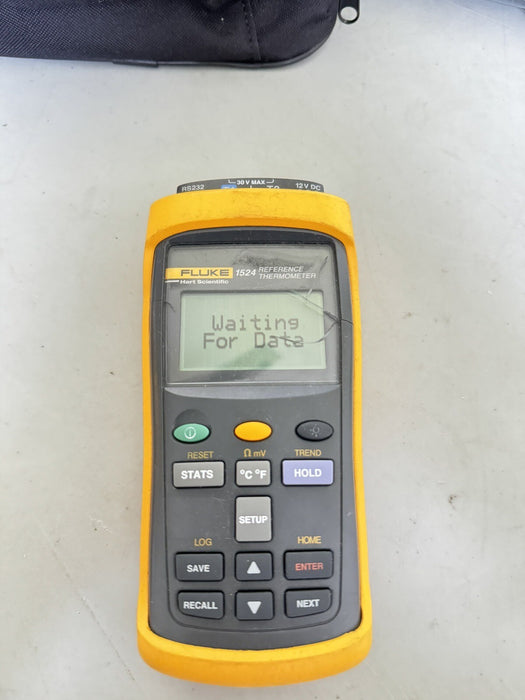 30 V MAX
RS232 12 V DC
FLUKE 1524 REFERENCE THERMOMETER
Hart Scientific
Waiting
For Data
RESET Ω mV TREND
STATS °C °F HOLD
SETUP
LOG HOME
SAVE ENTER
RECALL NEXT